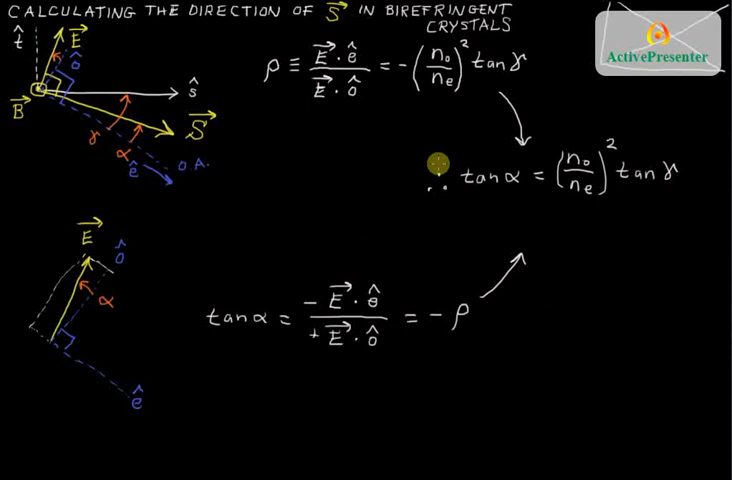 CALCULATING THE DIRECTION OF S⃗ IN BIREFRINGENT
CRYSTALS
ActivePresenter
t̂
E⃗
ô
B⃗
ŝ
S⃗
γ
α
ê
O.A.
ρ ≡ E⃗·ê / E⃗·ô = -(n₀/nₑ)² tan γ
∴ tan α = (n₀/nₑ)² tan γ
E⃗
ô
α
ê
tan α = -E⃗·ê / +E⃗·ô = -ρ